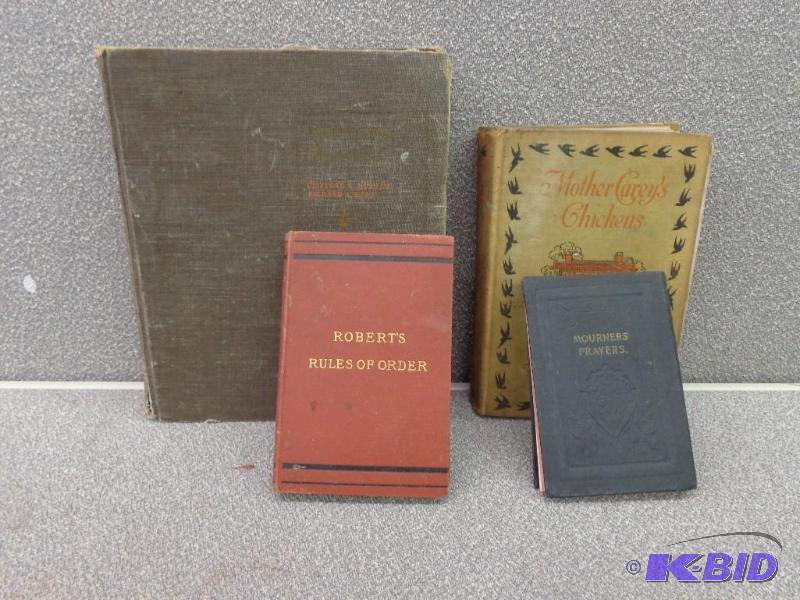 Mother Carey's
Chickens
ROBERT'S
RULES OF ORDER
MOURNERS'
PRAYERS.
© K-BID